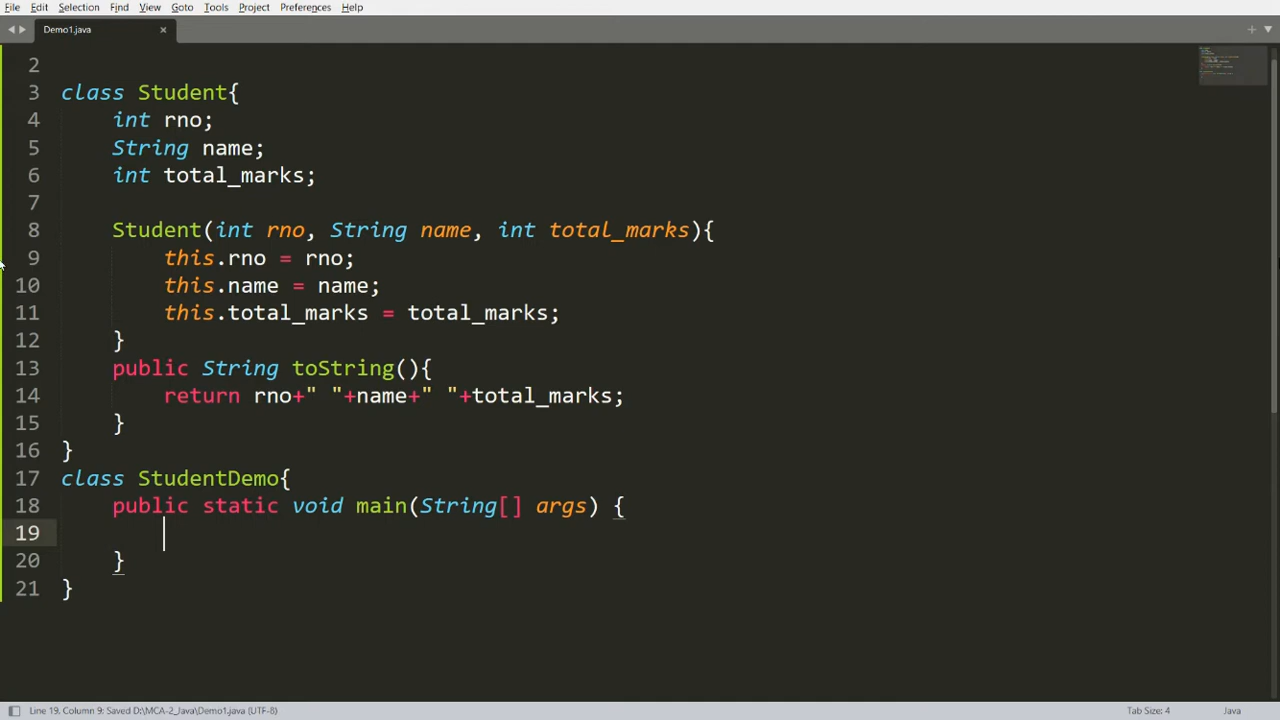 File Edit Selection Find View Goto Tools Project Preferences Help
Demo1.java
2
3 class Student{
4 int rno;
5 String name;
6 int total_marks;
7
8 Student(int rno, String name, int total_marks){
9 this.rno = rno;
10 this.name = name;
11 this.total_marks = total_marks;
12 }
13 public String toString(){
14 return rno+" "+name+" "+total_marks;
15 }
16 }
17 class StudentDemo{
18 public static void main(String[] args) {
19
20 }
21 }
Line 19, Column 9; Saved D:\MCA-2_Java\Demo1.java (UTF-8) Tab Size: 4 Java